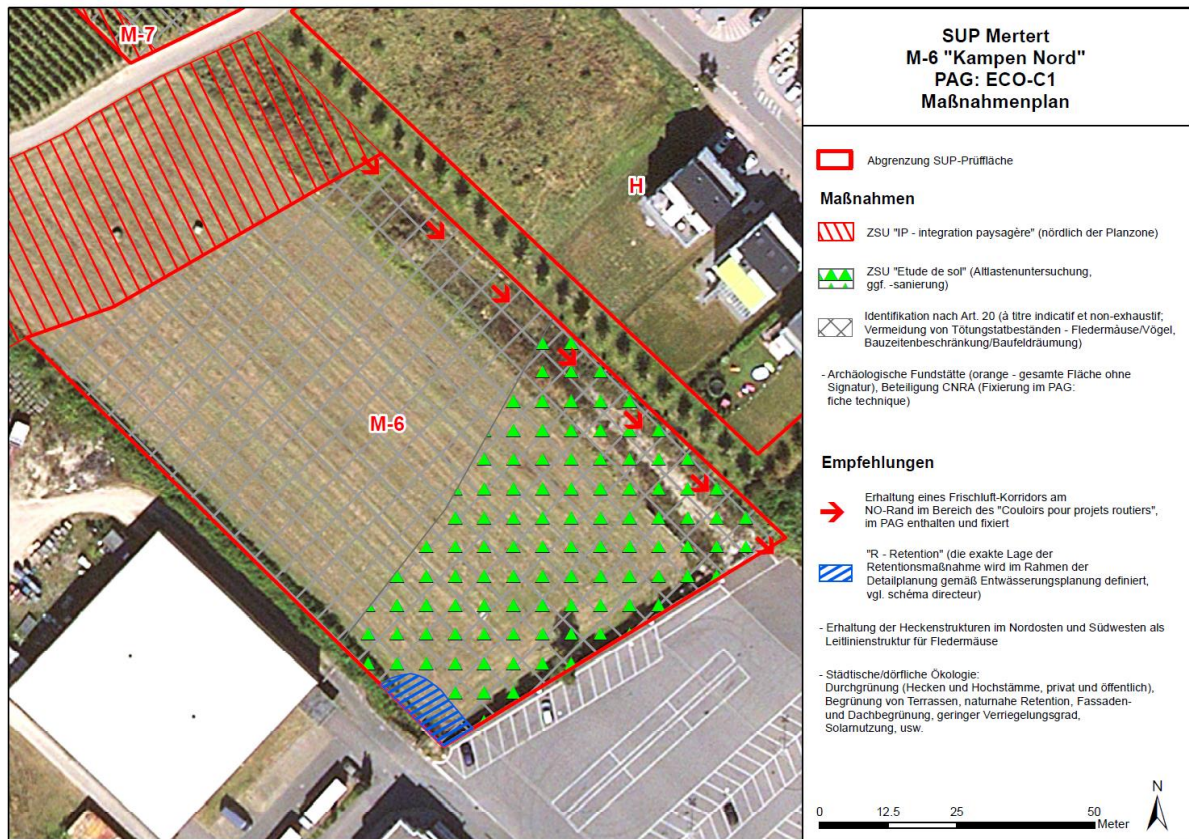 M-7
H
M-6
SUP Mertert
M-6 "Kampen Nord"
PAG: ECO-C1
Maßnahmenplan
Abgrenzung SUP-Prüffläche
Maßnahmen
ZSU "IP - integration paysagère" (nördlich der Planzone)
ZSU "Etude de sol" (Altlastenuntersuchung,
ggf. -sanierung)
Identifikation nach Art. 20 (à titre indicatif et non-exhaustif;
Vermeidung von Tötungstatbeständen - Fledermäuse/Vögel,
Bauzeitenbeschränkung/Baufeldräumung)
- Archäologische Fundstätte (orange - gesamte Fläche ohne
Signatur), Beteiligung CNRA (Fixierung im PAG:
fiche technique)
Empfehlungen
Erhaltung eines Frischluft-Korridors am
NO-Rand im Bereich des "Couloirs pour projets routiers",
im PAG enthalten und fixiert
"R - Retention" (die exakte Lage der
Retentionsmaßnahme wird im Rahmen der
Detailplanung gemäß Entwässerungsplanung definiert,
vgl. schéma directeur)
- Erhaltung der Heckenstrukturen im Nordosten und Südwesten als
Leitlinienstruktur für Fledermäuse
- Städtische/dörfliche Ökologie:
Durchgrünung (Hecken und Hochstämme, privat und öffentlich),
Begrünung von Terrassen, naturnahe Retention, Fassaden-
und Dachbegrünung, geringer Verriegelungsgrad,
Solarnutzung, usw.
N
0 12.5 25 50
Meter